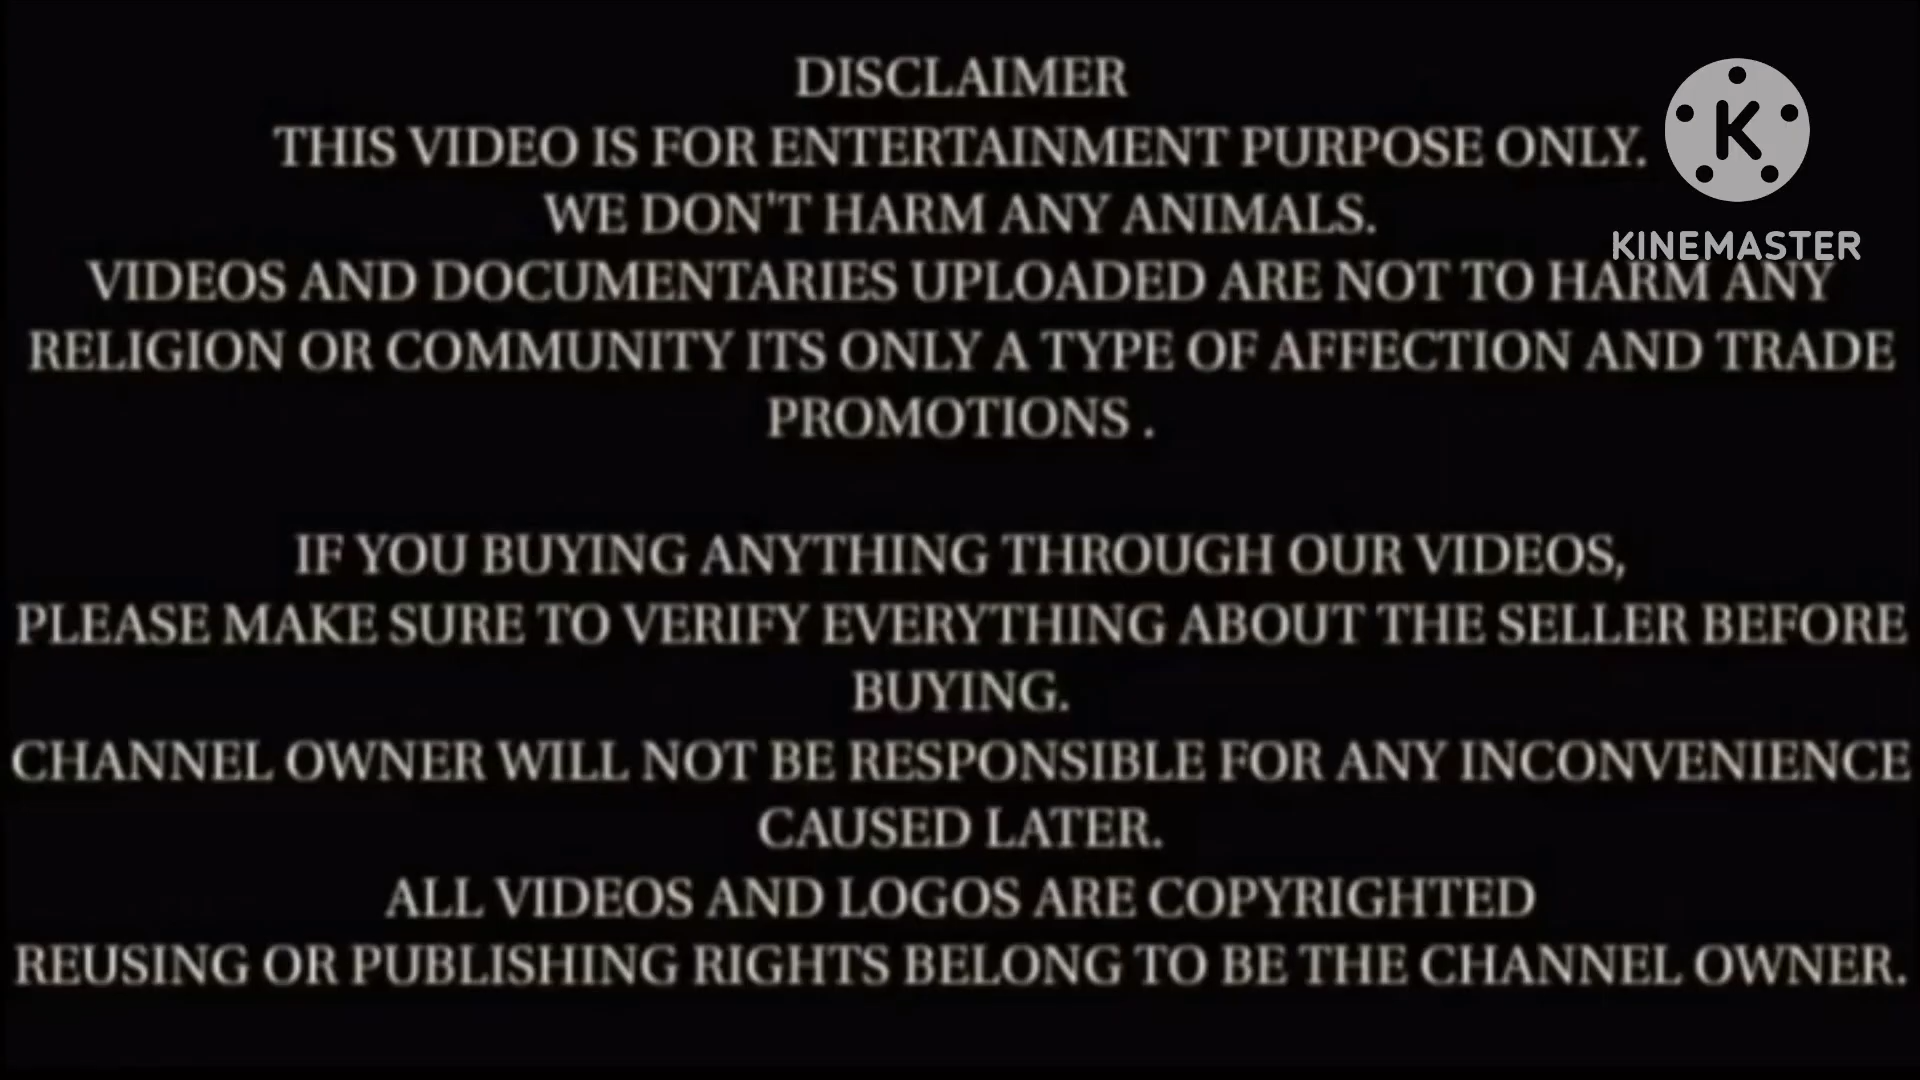 DISCLAIMER
THIS VIDEO IS FOR ENTERTAINMENT PURPOSE ONLY.
WE DON'T HARM ANY ANIMALS.
VIDEOS AND DOCUMENTARIES UPLOADED ARE NOT TO HARM ANY
RELIGION OR COMMUNITY ITS ONLY A TYPE OF AFFECTION AND TRADE
PROMOTIONS .
IF YOU BUYING ANYTHING THROUGH OUR VIDEOS,
PLEASE MAKE SURE TO VERIFY EVERYTHING ABOUT THE SELLER BEFORE
BUYING.
CHANNEL OWNER WILL NOT BE RESPONSIBLE FOR ANY INCONVENIENCE
CAUSED LATER.
ALL VIDEOS AND LOGOS ARE COPYRIGHTED
REUSING OR PUBLISHING RIGHTS BELONG TO BE THE CHANNEL OWNER.
K
KINEMASTER